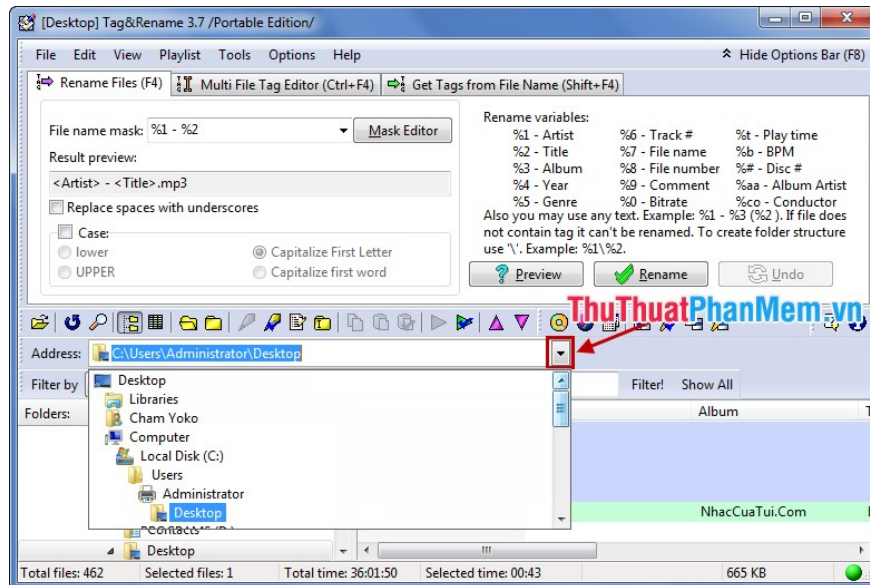 [Desktop] Tag&Rename 3.7 /Portable Edition/
File Edit View Playlist Tools Options Help Hide Options Bar (F8)
Rename Files (F4) Multi File Tag Editor (Ctrl+F4) Get Tags from File Name (Shift+F4)
File name mask: %1 - %2 Mask Editor
Result preview:
<Artist> - <Title>.mp3
Replace spaces with underscores
Case:
lower Capitalize First Letter
UPPER Capitalize first word
Rename variables:
%1 - Artist %6 - Track # %t - Play time
%2 - Title %7 - File name %b - BPM
%3 - Album %8 - File number %# - Disc #
%4 - Year %9 - Comment %aa - Album Artist
%5 - Genre %0 - Bitrate %co - Conductor
Also you may use any text. Example: %1 - %3 (%2 ). If file does
not contain tag it can't be renamed. To create folder structure
use '\'. Example: %1\%2.
Preview Rename Undo
ThuThuatPhanMem.vn
Address: C:\Users\Administrator\Desktop
Filter by Filter! Show All
Folders: Album
Desktop
Libraries
Cham Yoko
Computer
Local Disk (C:)
Users
Administrator
Desktop
NhacCuaTui.Com
Desktop
Total files: 462 Selected files: 1 Total time: 36:01:50 Selected time: 00:43 665 KB